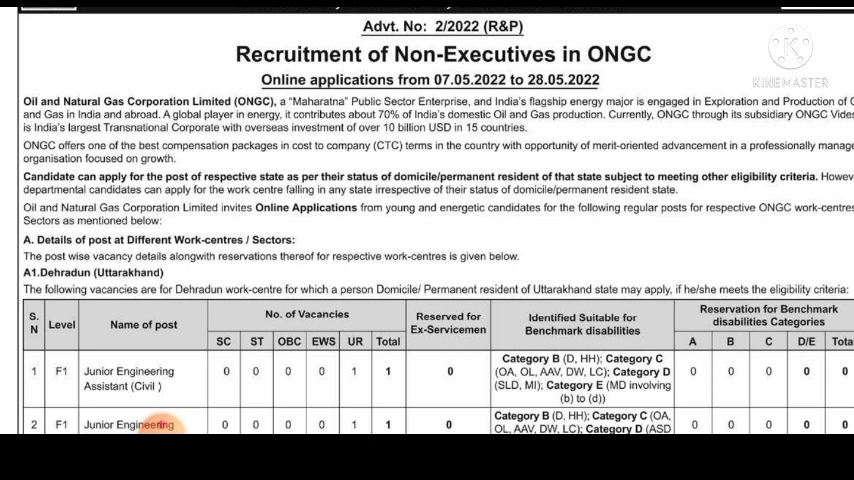 Advt. No: 2/2022 (R&P)
Recruitment of Non-Executives in ONGC
Online applications from 07.05.2022 to 28.05.2022
K
KINEMASTER
Oil and Natural Gas Corporation Limited (ONGC), a “Maharatna” Public Sector Enterprise, and India's flagship energy major is engaged in Exploration and Production of O
and Gas in India and abroad. A global player in energy, it contributes about 70% of India's domestic Oil and Gas production. Currently, ONGC through its subsidiary ONGC Vides
is India's largest Transnational Corporate with overseas investment of over 10 billion USD in 15 countries.
ONGC offers one of the best compensation packages in cost to company (CTC) terms in the country with opportunity of merit-oriented advancement in a professionally manage
organisation focused on growth.
Candidate can apply for the post of respective state as per their status of domicile/permanent resident of that state subject to meeting other eligibility criteria. Howev
departmental candidates can apply for the work centre falling in any state irrespective of their status of domicile/permanent resident state.
Oil and Natural Gas Corporation Limited invites Online Applications from young and energetic candidates for the following regular posts for respective ONGC work-centres
Sectors as mentioned below:
A. Details of post at Different Work-centres / Sectors:
The post wise vacancy details alongwith reservations thereof for respective work-centres is given below.
A1.Dehradun (Uttarakhand)
The following vacancies are for Dehradun work-centre for which a person Domicile/ Permanent resident of Uttarakhand state may apply, if he/she meets the eligibility criteria:
S. N Level Name of post No. of Vacancies Reserved for Ex-Servicemen Identified Suitable for Benchmark disabilities Reservation for Benchmark disabilities Categories
SC ST OBC EWS UR Total A B C D/E Total
1 F1 Junior Engineering Assistant (Civil ) 0 0 0 0 1 1 0 Category B (D, HH); Category C (OA, OL, AAV, DW, LC); Category D (SLD, MI); Category E (MD involving (b) to (d)) 0 0 0 0 0
2 F1 Junior Engineering 0 0 0 0 1 1 0 Category B (D, HH); Category C (OA, OL, AAV, DW, LC); Category D (ASD 0 0 0 0 0